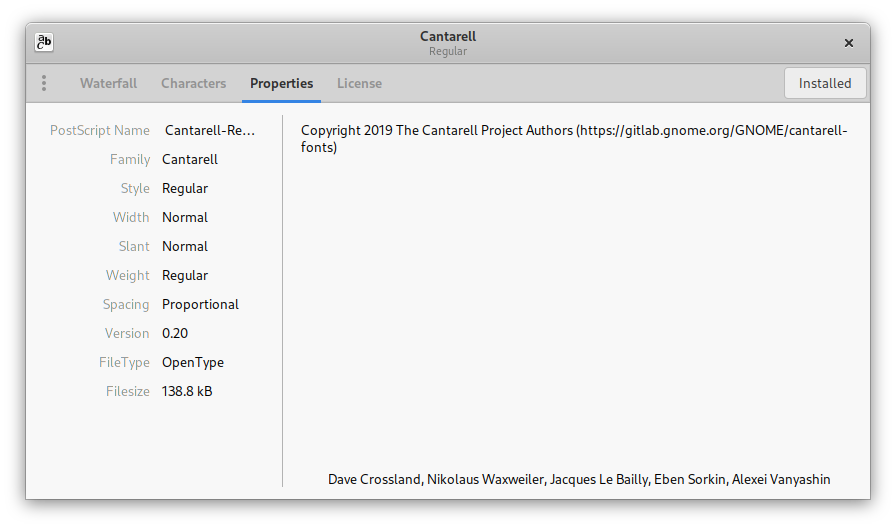 Cantarell
Regular
Waterfall Characters Properties License Installed
PostScript Name Cantarell-Re...
Family Cantarell
Style Regular
Width Normal
Slant Normal
Weight Regular
Spacing Proportional
Version 0.20
FileType OpenType
Filesize 138.8 kB
Copyright 2019 The Cantarell Project Authors (https://gitlab.gnome.org/GNOME/cantarell-
fonts)
Dave Crossland, Nikolaus Waxweiler, Jacques Le Bailly, Eben Sorkin, Alexei Vanyashin